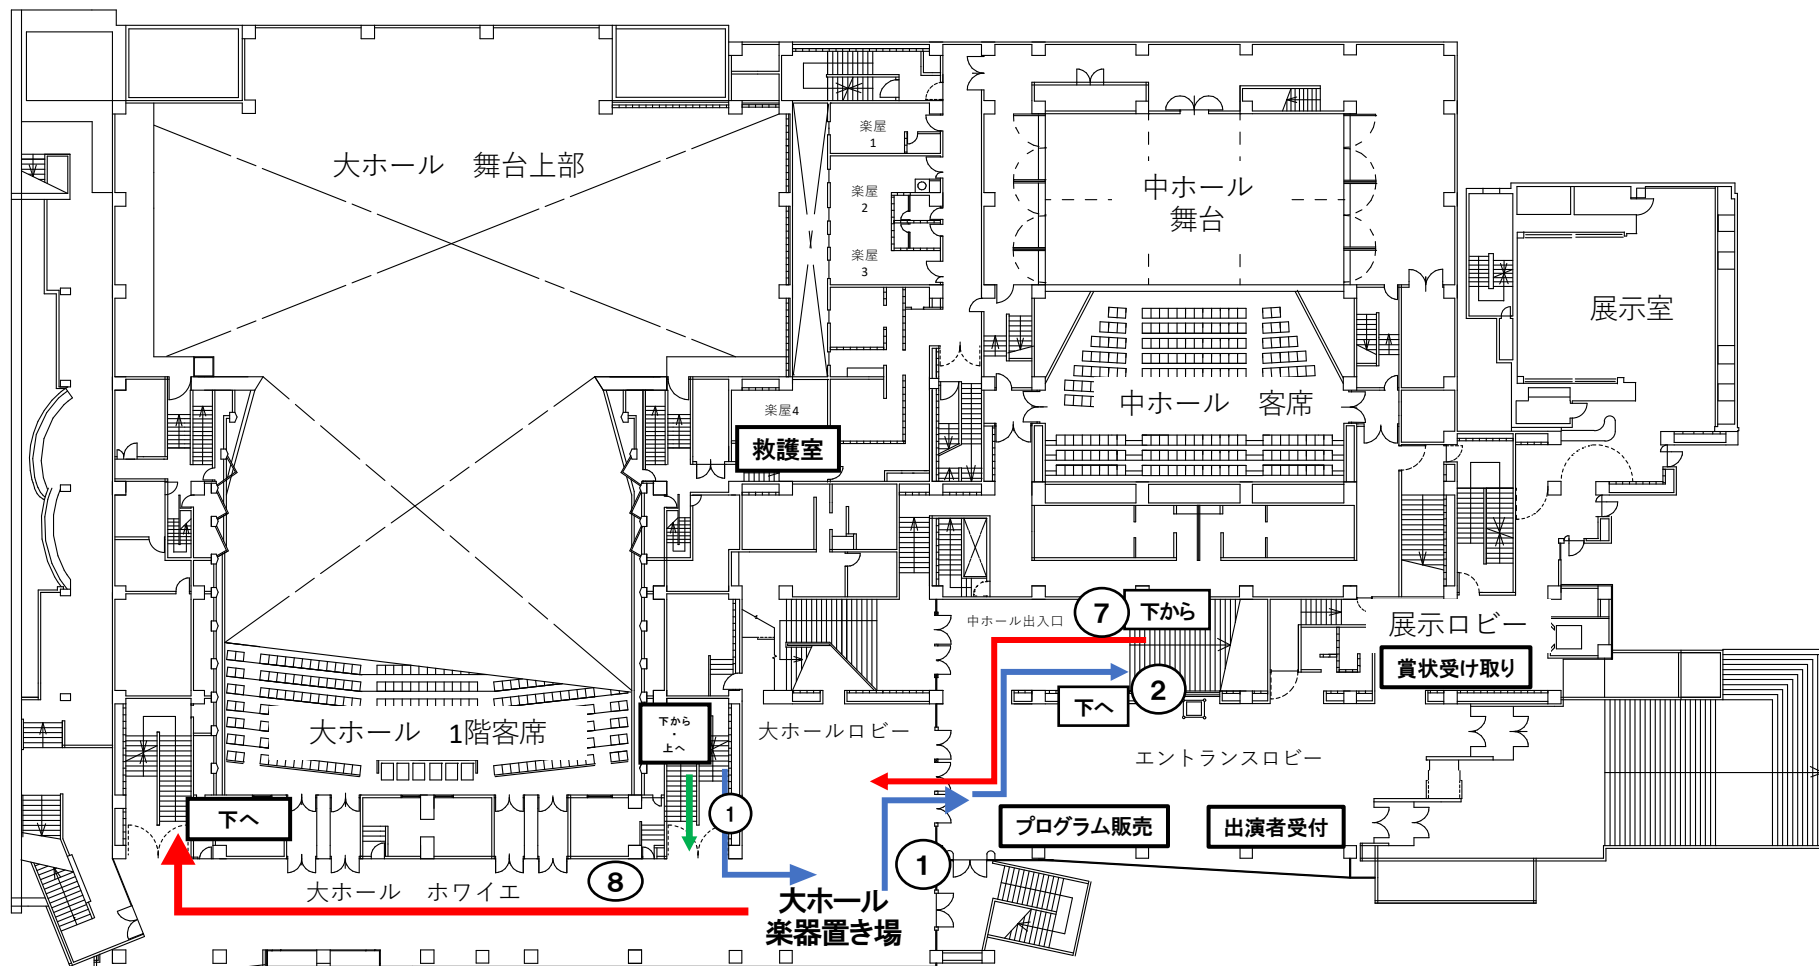 楽屋
1
大ホール　舞台上部
楽屋
2
中ホール
舞台
楽屋
3
展示室
楽屋4
中ホール　客席
救護室
中ホール出入口
7
下から
展示ロビー
賞状受け取り
2
下へ
下から
・
上へ
大ホール　1階客席
大ホールロビー
エントランスロビー
下へ
1
プログラム販売
出演者受付
1
8
大ホール　ホワイエ
大ホール
楽器置き場